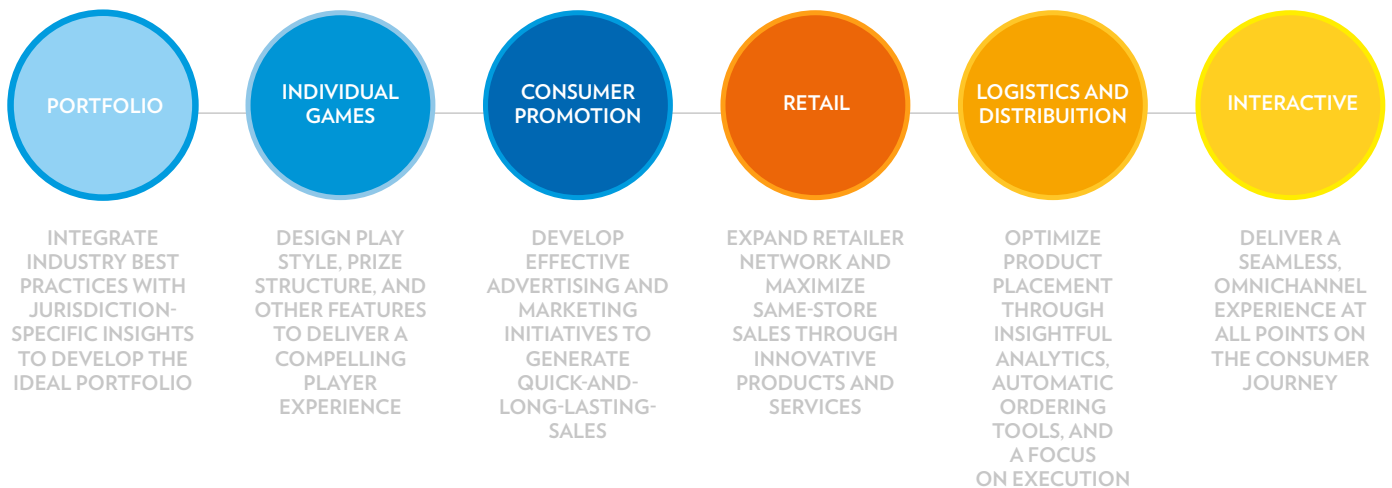 PORTFOLIO
INTEGRATE
INDUSTRY BEST
PRACTICES WITH
JURISDICTION-
SPECIFIC INSIGHTS
TO DEVELOP THE
IDEAL PORTFOLIO
INDIVIDUAL
GAMES
DESIGN PLAY
STYLE, PRIZE
STRUCTURE, AND
OTHER FEATURES
TO DELIVER A
COMPELLING
PLAYER
EXPERIENCE
CONSUMER
PROMOTION
DEVELOP
EFFECTIVE
ADVERTISING AND
MARKETING
INITIATIVES TO
GENERATE
QUICK-AND-
LONG-LASTING-
SALES
RETAIL
EXPAND RETAILER
NETWORK AND
MAXIMIZE
SAME-STORE
SALES THROUGH
INNOVATIVE
PRODUCTS AND
SERVICES
LOGISTICS AND
DISTRIBUITION
OPTIMIZE
PRODUCT
PLACEMENT
THROUGH
INSIGHTFUL
ANALYTICS,
AUTOMATIC
ORDERING
TOOLS, AND
A FOCUS
ON EXECUTION
INTERACTIVE
DELIVER A
SEAMLESS,
OMNICHANNEL
EXPERIENCE AT
ALL POINTS ON
THE CONSUMER
JOURNEY